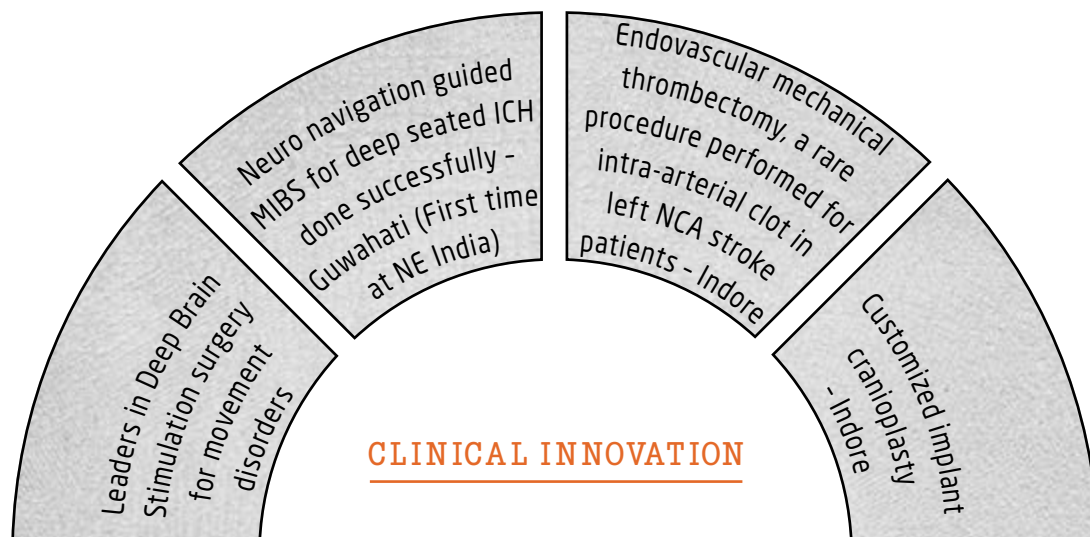 Leaders in Deep Brain
Stimulation surgery
for movement
disorders
Neuro navigation guided
MIBS for deep seated ICH
done successfully -
Guwahati (First time
at NE India)
Endovascular mechanical
thrombectomy, a rare
procedure performed for
intra-arterial clot in
left NCA stroke
patients - Indore
Customized implant
cranioplasty
- Indore
CLINICAL INNOVATION